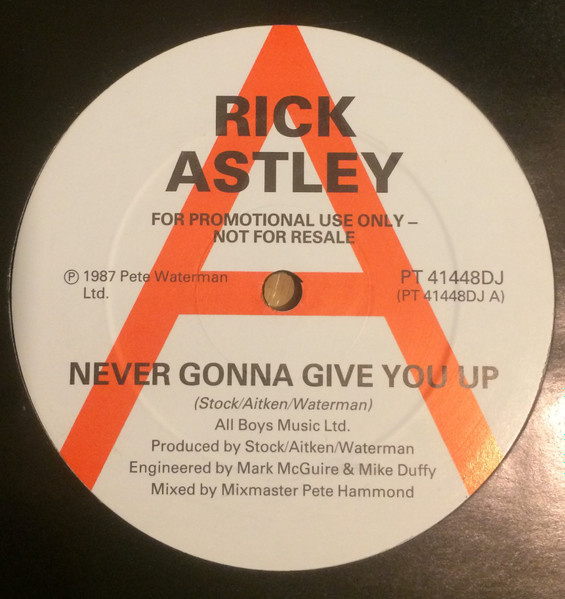 RICK
ASTLEY
FOR PROMOTIONAL USE ONLY –
NOT FOR RESALE
℗ 1987 Pete Waterman
Ltd.
PT 41448DJ
(PT 41448DJ A)
NEVER GONNA GIVE YOU UP
(Stock/Aitken/Waterman)
All Boys Music Ltd.
Produced by Stock/Aitken/Waterman
Engineered by Mark McGuire & Mike Duffy
Mixed by Mixmaster Pete Hammond